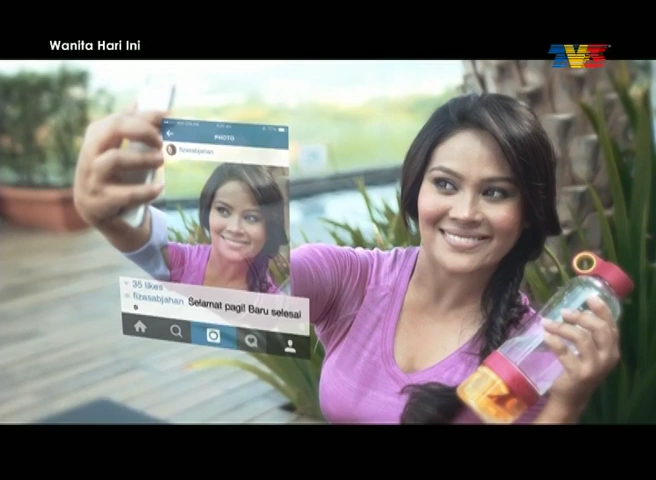 Wanita Hari Ini
TV3
PHOTO
fizasabjahan
35 likes
fizasabjahan Selamat pagi! Baru selesai